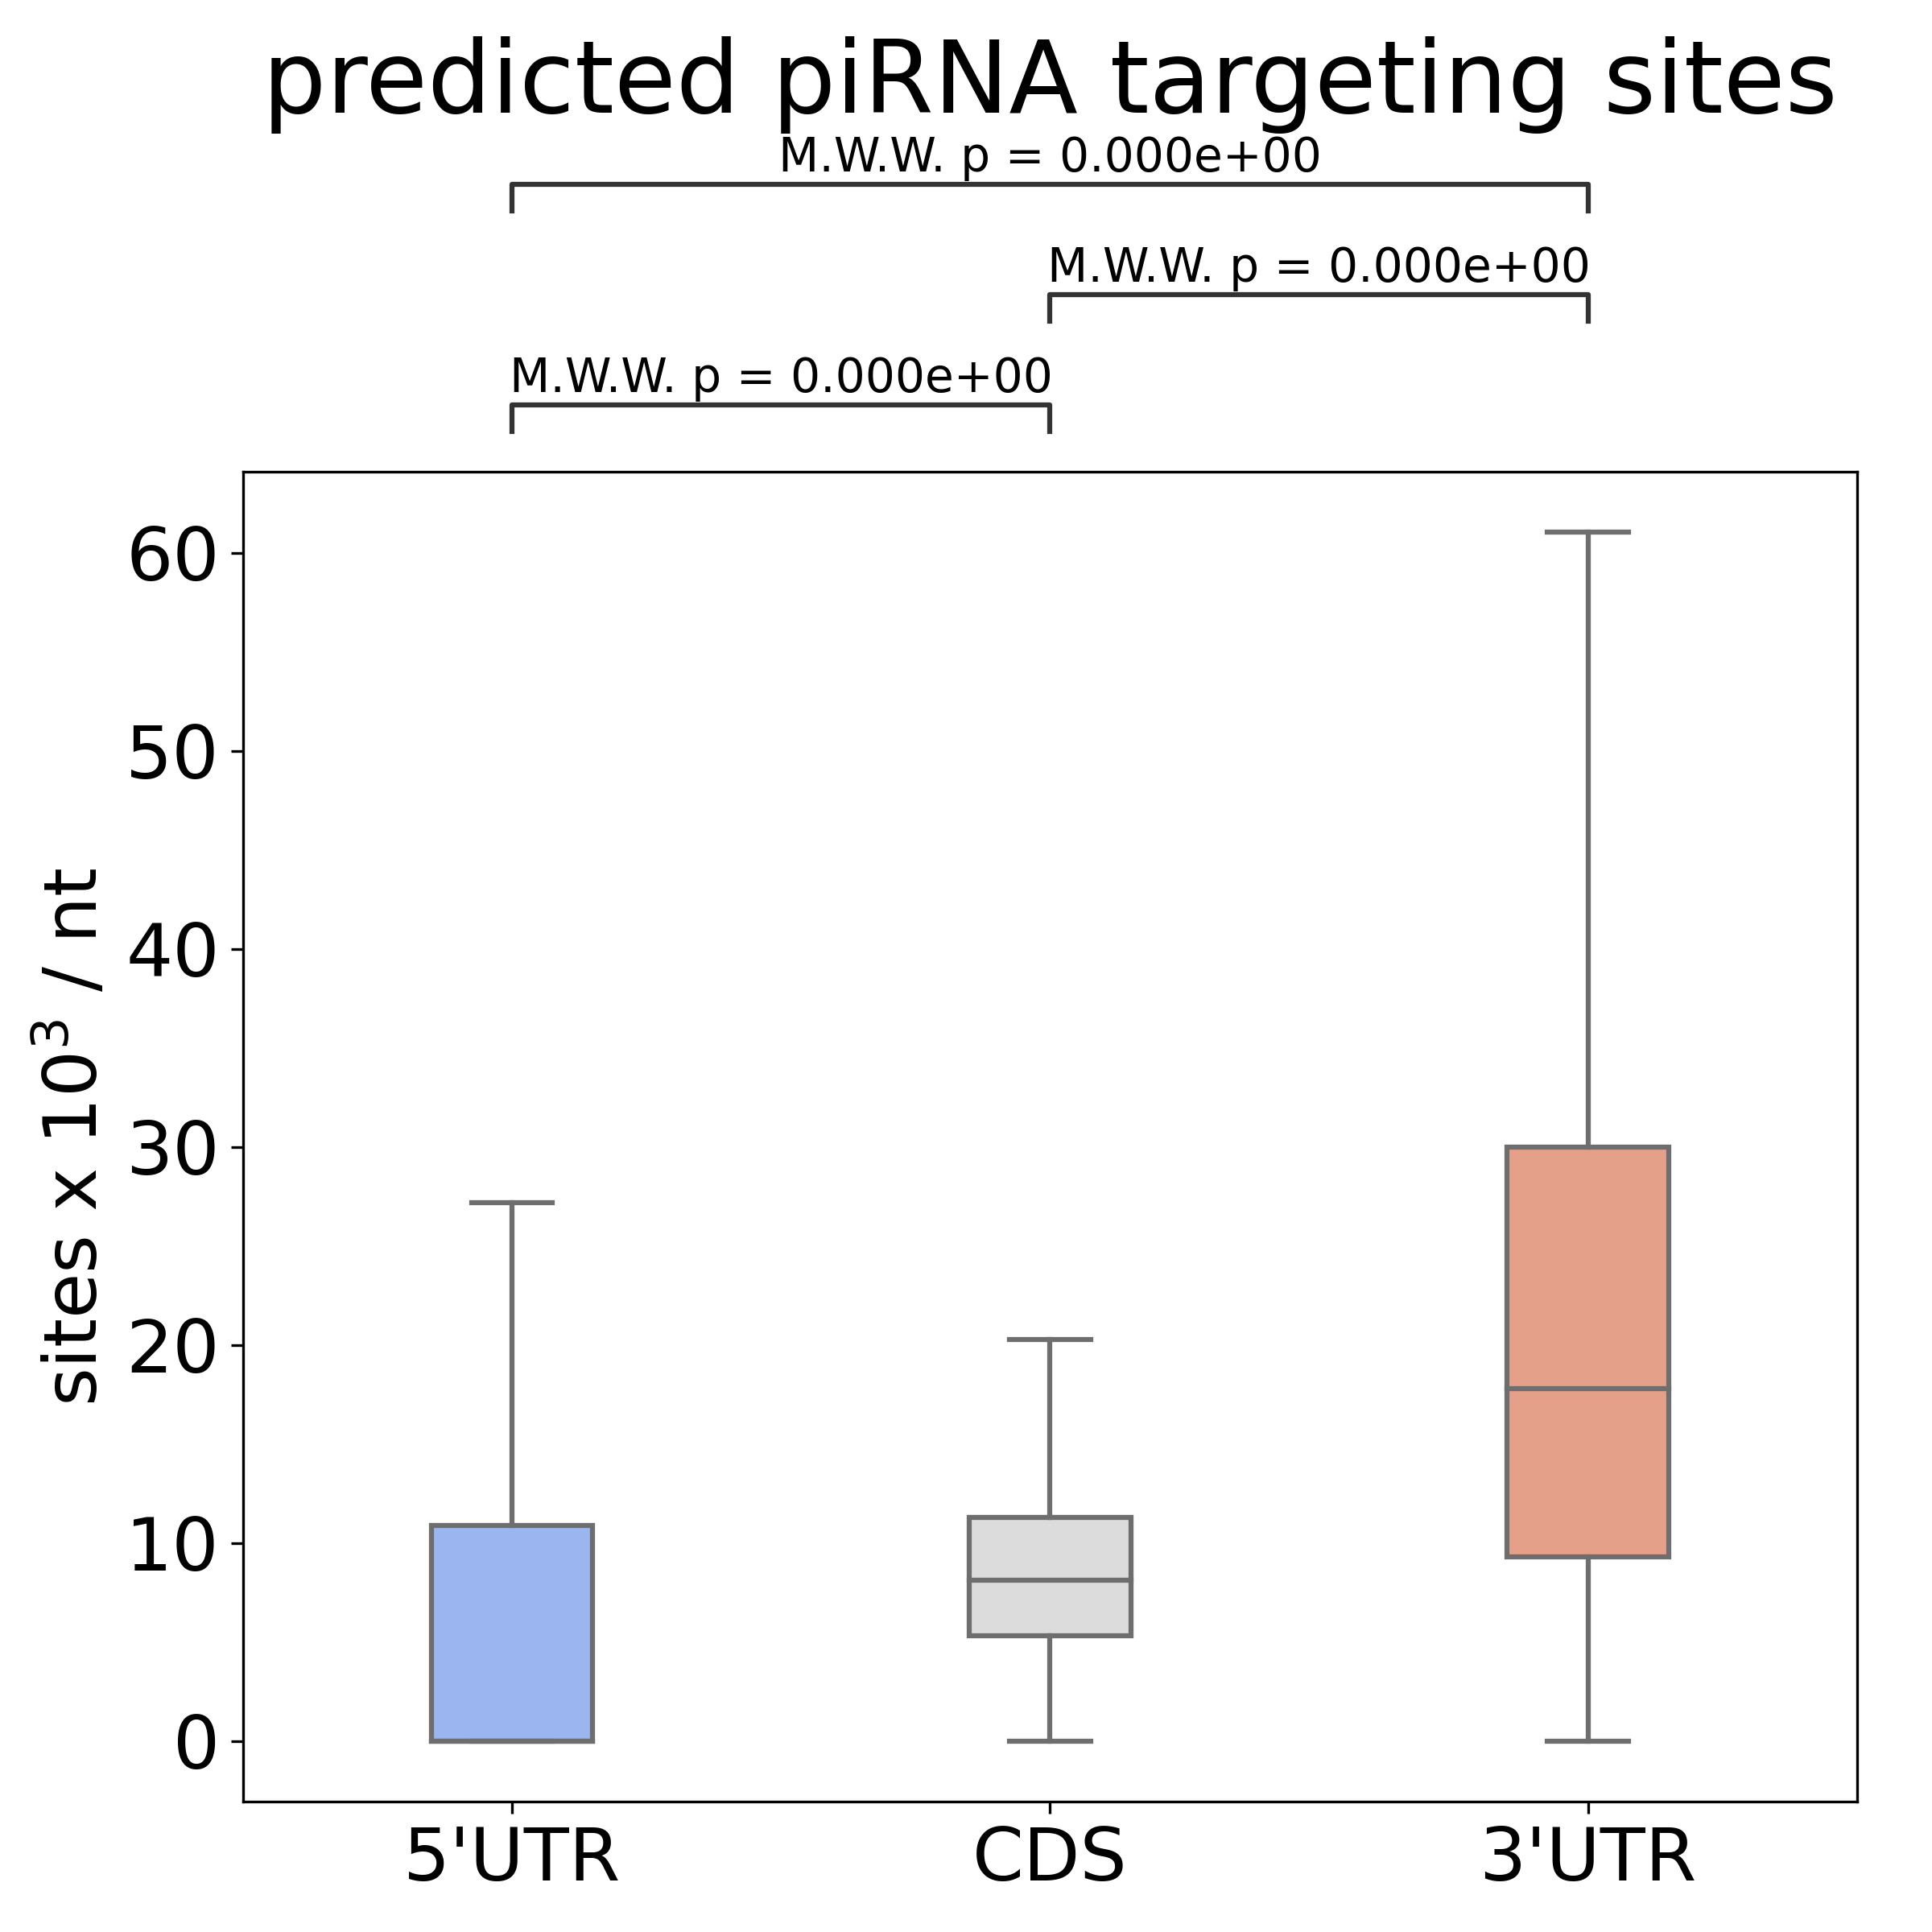 predicted piRNA targeting sites
M.W.W. p = 0.000e+00
M.W.W. p = 0.000e+00
M.W.W. p = 0.000e+00
60
50
40
30
20
10
0
sites x 10³ / nt
5'UTR CDS 3'UTR